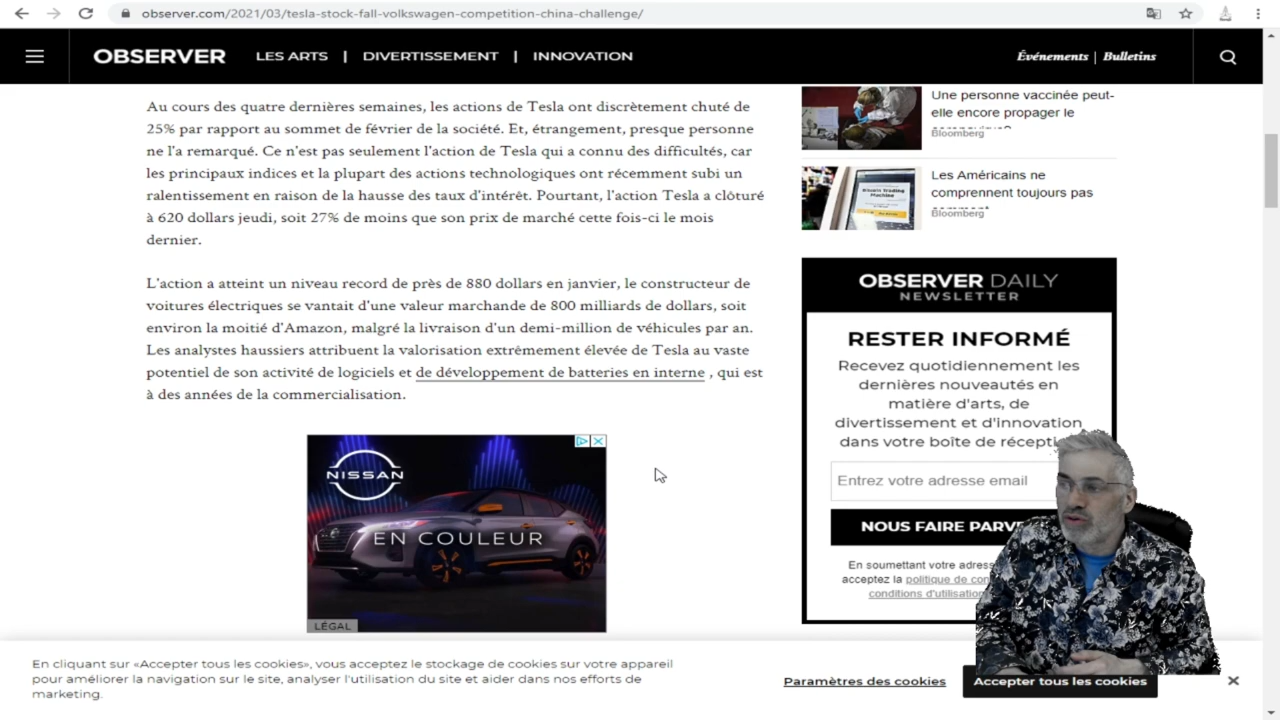 observer.com/2021/03/tesla-stock-fall-volkswagen-competition-china-challenge/
OBSERVER
LES ARTS | DIVERTISSEMENT | INNOVATION
Événements | Bulletins
Au cours des quatre dernières semaines, les actions de Tesla ont discrètement chuté de
25% par rapport au sommet de février de la société. Et, étrangement, presque personne
ne l'a remarqué. Ce n'est pas seulement l'action de Tesla qui a connu des difficultés, car
les principaux indices et la plupart des actions technologiques ont récemment subi un
ralentissement en raison de la hausse des taux d'intérêt. Pourtant, l'action Tesla a clôturé
à 620 dollars jeudi, soit 27% de moins que son prix de marché cette fois-ci le mois
dernier.
L'action a atteint un niveau record de près de 880 dollars en janvier, le constructeur de
voitures électriques se vantait d'une valeur marchande de 800 milliards de dollars, soit
environ la moitié d'Amazon, malgré la livraison d'un demi-million de véhicules par an.
Les analystes haussiers attribuent la valorisation extrêmement élevée de Tesla au vaste
potentiel de son activité de logiciels et de développement de batteries en interne , qui est
à des années de la commercialisation.
NISSAN
EN COULEUR
LÉGAL
Une personne vaccinée peut-
elle encore propager le
Bloomberg
Les Américains ne
comprennent toujours pas
Bloomberg
OBSERVER DAILY
NEWSLETTER
RESTER INFORMÉ
Recevez quotidiennement les
dernières nouveautés en
matière d'arts, de
divertissement et d'innovation
dans votre boîte de
Entrez votre adresse email
NOUS FAIRE
En soumettant votre
acceptez la politique de
conditions d'utilisation
En cliquant sur «Accepter tous les cookies», vous acceptez le stockage de cookies sur votre appareil
pour améliorer la navigation sur le site, analyser l'utilisation du site et aider dans nos efforts de
marketing.
Paramètres des cookies
Accepter tous les cookies